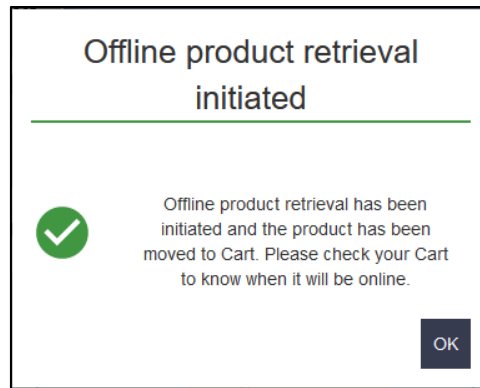 Offline product retrieval
initiated
Offline product retrieval has been
initiated and the product has been
moved to Cart. Please check your Cart
to know when it will be online.
OK